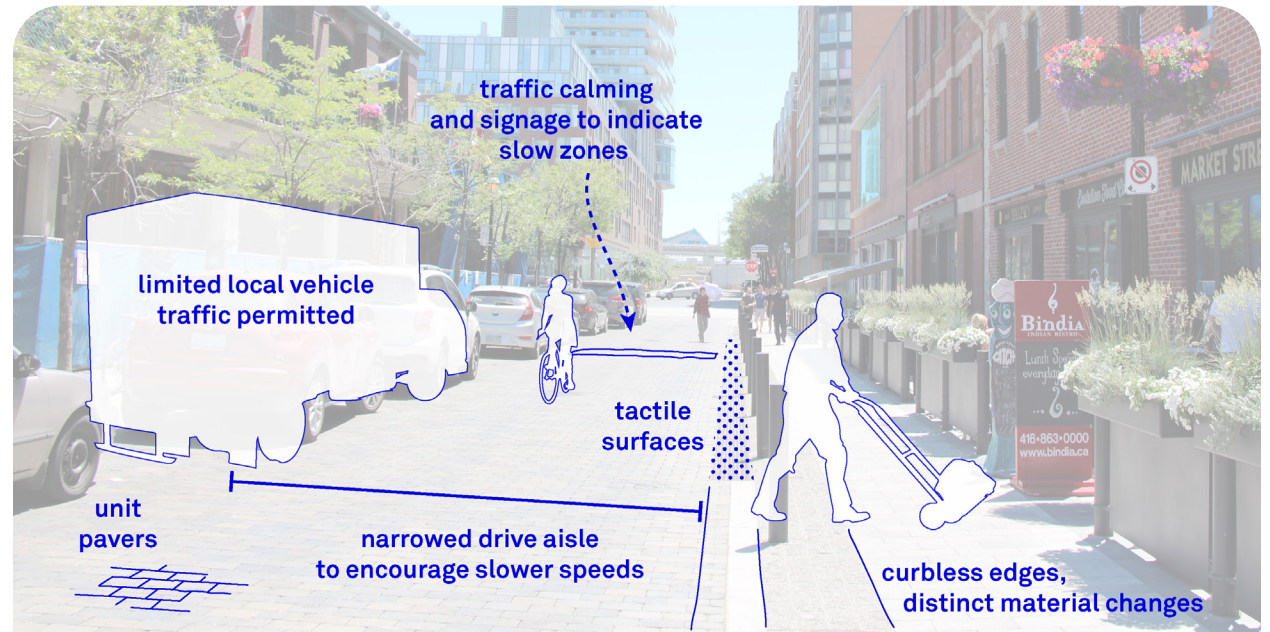 traffic calming
and signage to indicate
slow zones
MARKET STRE
limited local vehicle
traffic permitted
Bindia
INDIAN BISTRO
Lunch Spe
everyda
tactile
surfaces
416•863•0000
www.bindia.ca
unit
pavers
narrowed drive aisle
to encourage slower speeds
curbless edges,
distinct material changes